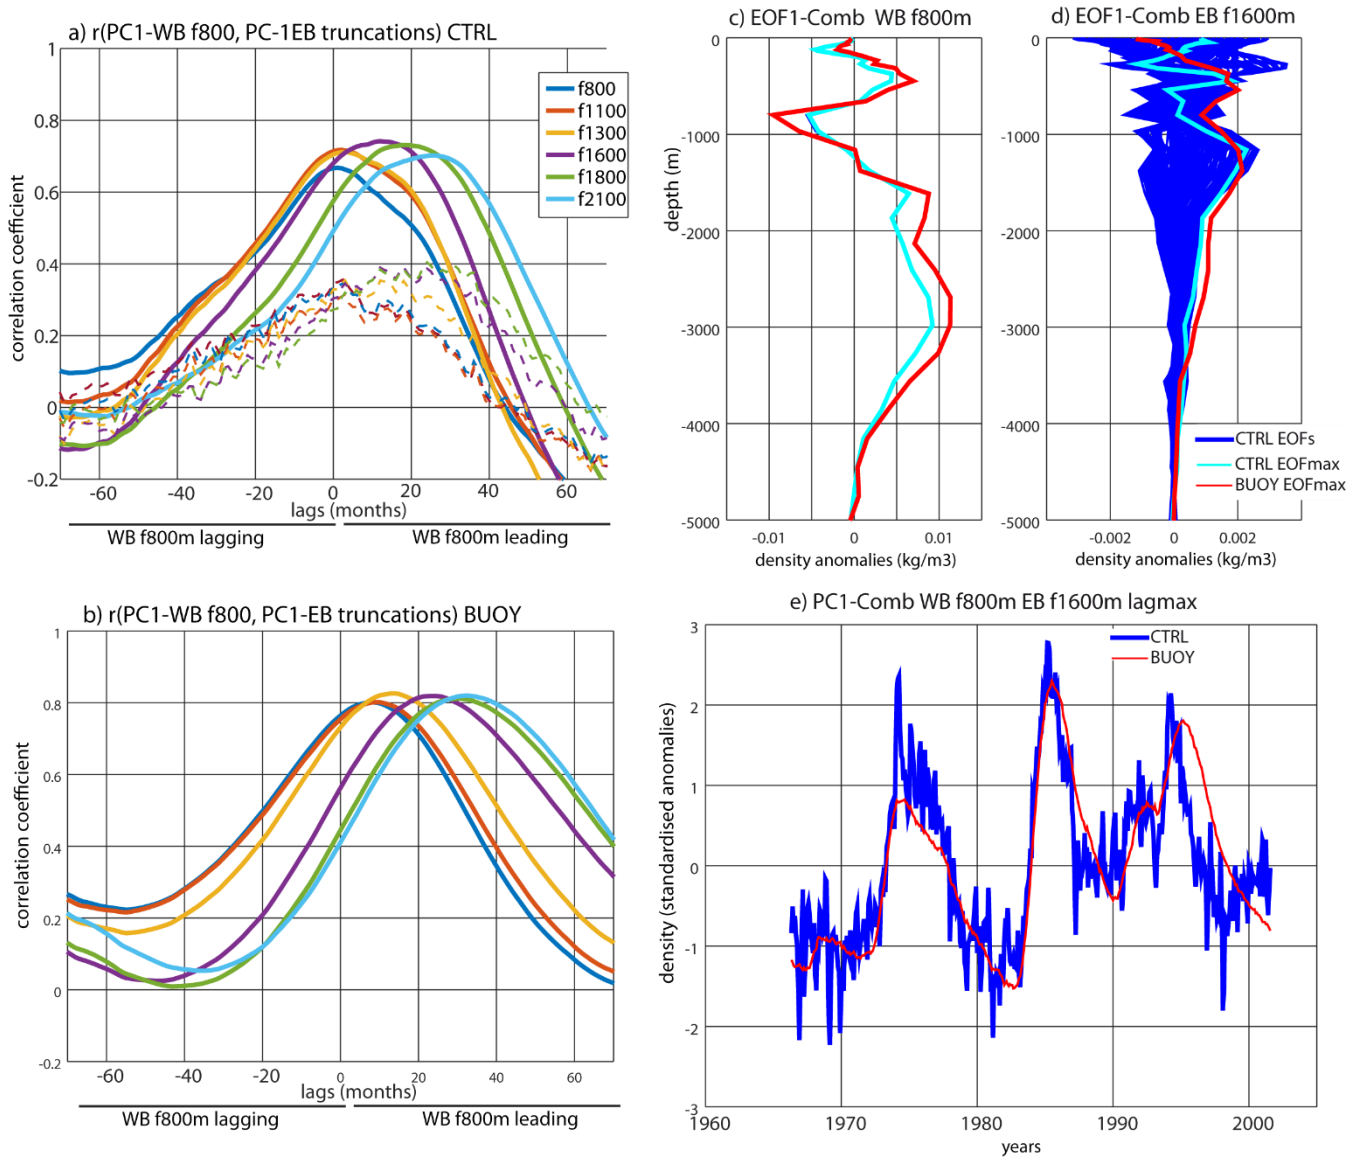 a) r(PC1-WB f800, PC-1EB truncations) CTRL
1
0.8
0.6
0.4
0.2
0
-0.2
correlation coefficient
f800
f1100
f1300
f1600
f1800
f2100
-60 -40 -20 0 20 40 60
lags (months)
WB f800m lagging WB f800m leading
b) r(PC1-WB f800, PC1-EB truncations) BUOY
1
0.8
0.6
0.4
0.2
0
-0.2
correlation coefficient
-60 -40 -20 0 20 40 60
lags (months)
WB f800m lagging WB f800m leading
c) EOF1-Comb WB f800m
0
-1000
-2000
-3000
-4000
-5000
depth (m)
-0.01 0 0.01
density anomalies (kg/m3)
d) EOF1-Comb EB f1600m
0
-1000
-2000
-3000
-4000
-5000
CTRL EOFs
CTRL EOFmax
BUOY EOFmax
-0.002 0 0.002
density anomalies (kg/m3)
e) PC1-Comb WB f800m EB f1600m lagmax
3
2
1
0
-1
-2
-3
density (standardised anomalies)
CTRL
BUOY
1960 1970 1980 1990 2000
years